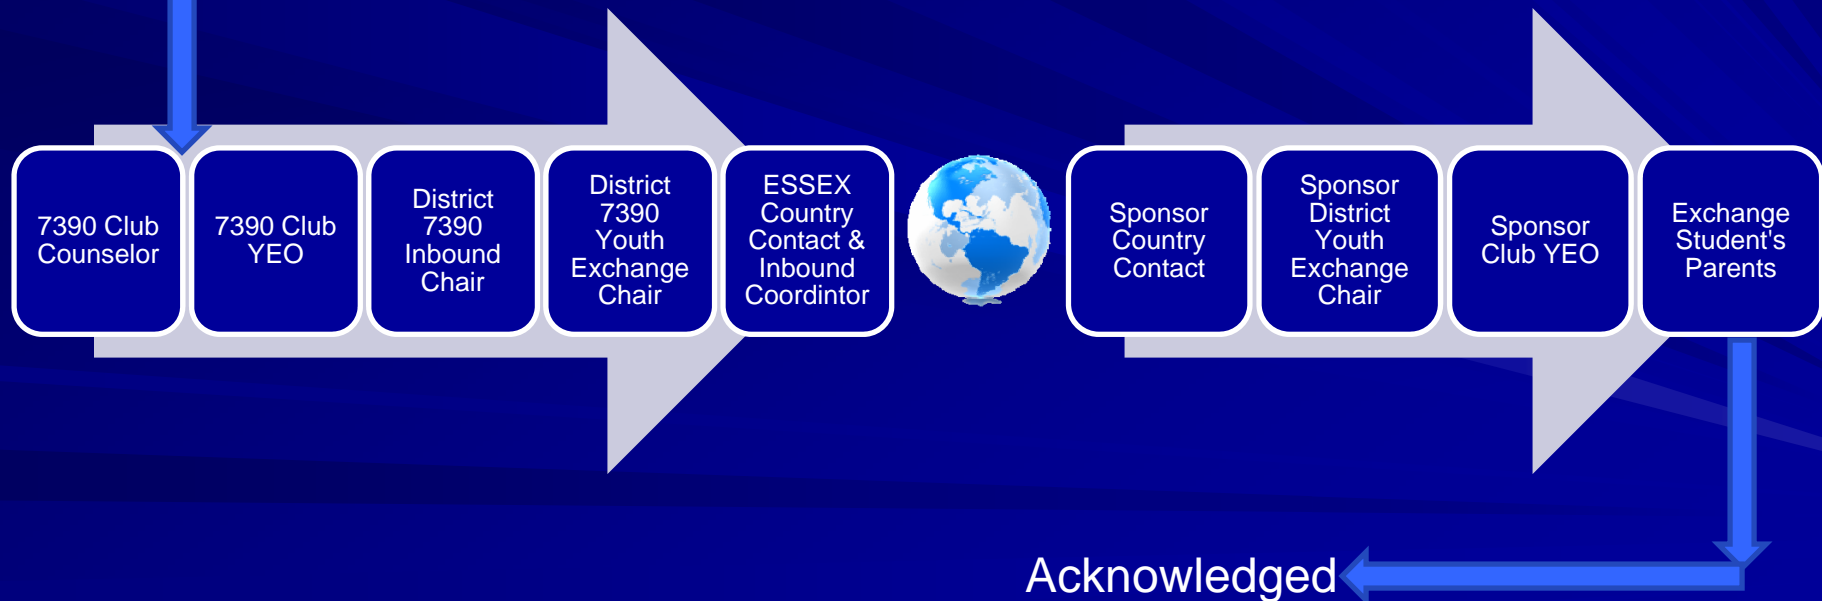 7390 Club
Counselor
7390 Club
YEO
District
7390
Inbound
Chair
District
7390
Youth
Exchange
Chair
ESSEX
Country
Contact &
Inbound
Coordintor
Sponsor
Country
Contact
Sponsor
District
Youth
Exchange
Chair
Sponsor
Club YEO
Exchange
Student's
Parents
Acknowledged